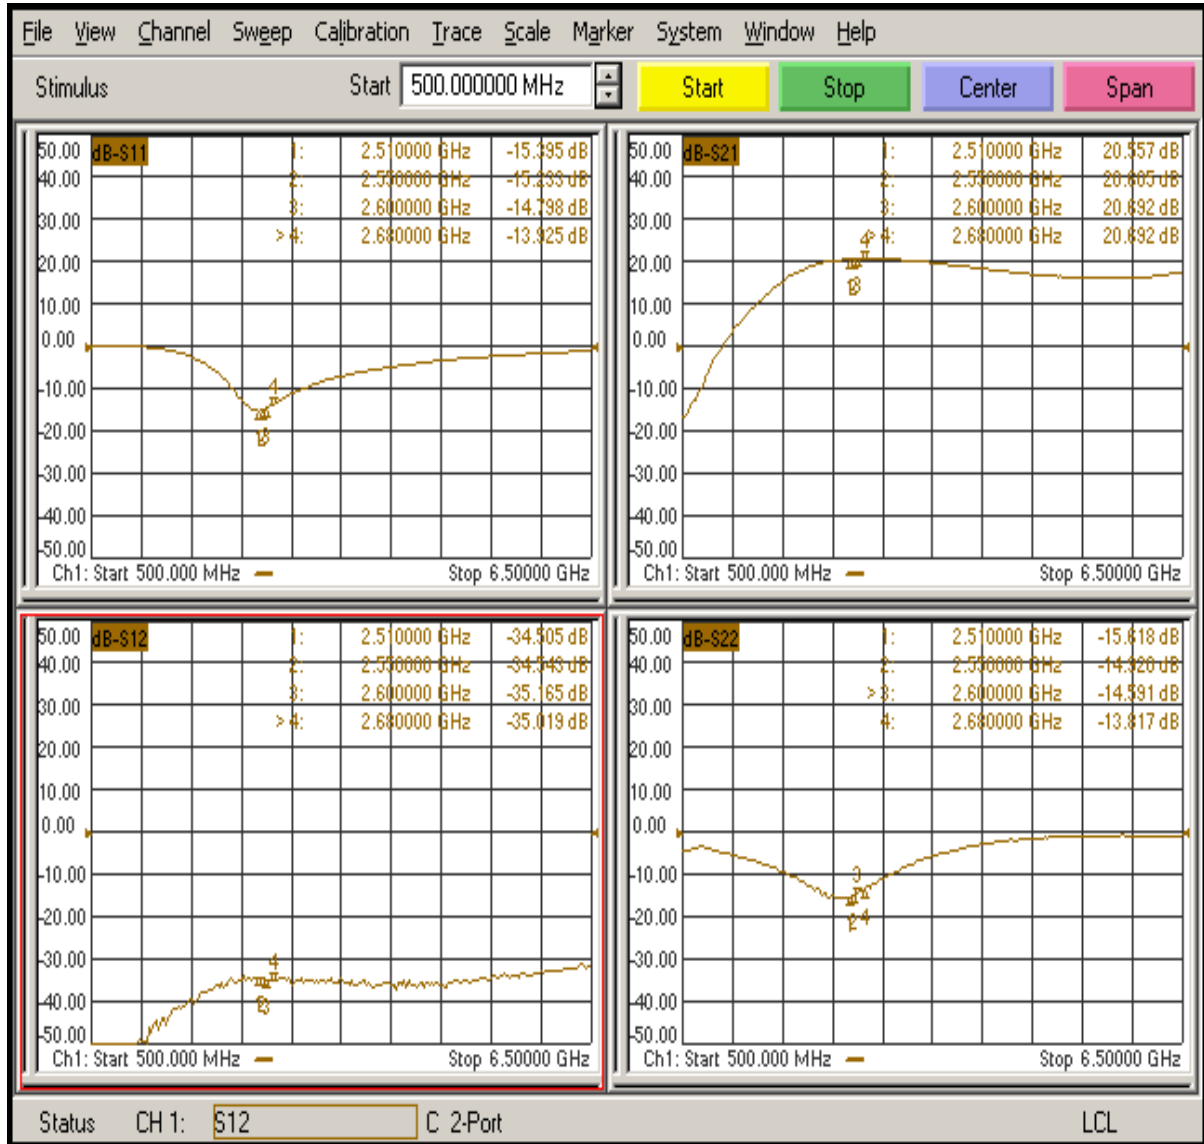 File View Channel Sweep Calibration Trace Scale Marker System Window Help
Stimulus Start 500.000000 MHz Start Stop Center Span
dB-S11
1: 2.510000 GHz -15.395 dB
2: 2.550000 GHz -15.233 dB
3: 2.600000 GHz -14.798 dB
> 4: 2.680000 GHz -13.925 dB
50.00
40.00
30.00
20.00
10.00
0.00
-10.00
-20.00
-30.00
-40.00
-50.00
4
Ch1: Start 500.000 MHz Stop 6.50000 GHz
dB-S21
1: 2.510000 GHz 20.557 dB
2: 2.550000 GHz 20.605 dB
3: 2.600000 GHz 20.692 dB
> 4: 2.680000 GHz 20.692 dB
50.00
40.00
30.00
20.00
10.00
0.00
-10.00
-20.00
-30.00
-40.00
-50.00
4
Ch1: Start 500.000 MHz Stop 6.50000 GHz
dB-S12
1: 2.510000 GHz -34.505 dB
2: 2.550000 GHz -34.543 dB
3: 2.600000 GHz -35.165 dB
> 4: 2.680000 GHz -35.019 dB
50.00
40.00
30.00
20.00
10.00
0.00
-10.00
-20.00
-30.00
-40.00
-50.00
4
Ch1: Start 500.000 MHz Stop 6.50000 GHz
dB-S22
1: 2.510000 GHz -15.618 dB
2: 2.550000 GHz -14.920 dB
> 3: 2.600000 GHz -14.591 dB
4: 2.680000 GHz -13.817 dB
50.00
40.00
30.00
20.00
10.00
0.00
-10.00
-20.00
-30.00
-40.00
-50.00
3
2 4
Ch1: Start 500.000 MHz Stop 6.50000 GHz
Status CH 1: S12 C 2-Port LCL